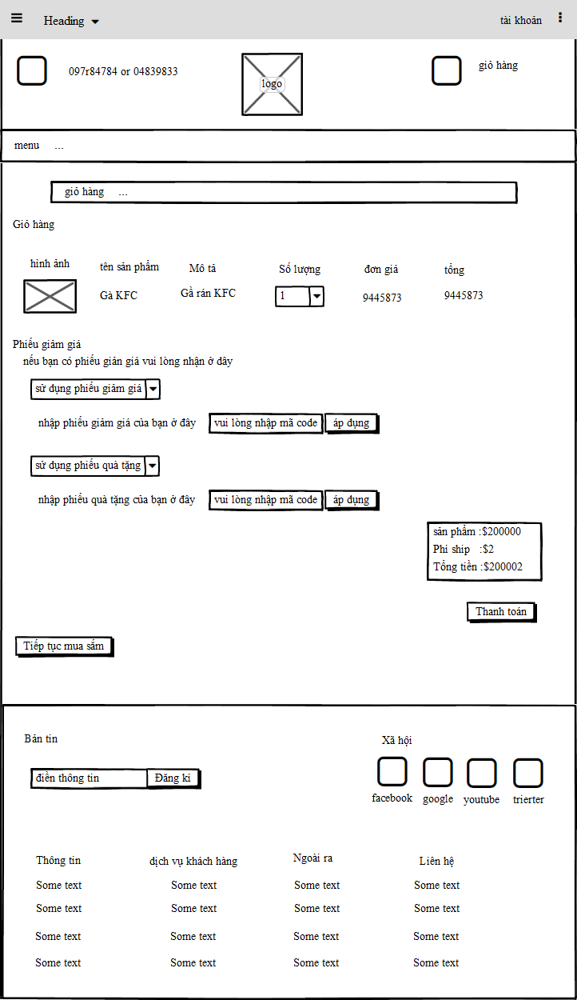 Heading
tài khoản
097r84784 or 04839833
logo
giỏ hàng
menu ...
giỏ hàng ...
Giỏ hàng
hình ảnh tên sản phẩm Mô tả Số lượng đơn giá tổng
Gà KFC Gầ rán KFC 1 9445873 9445873
Phiếu giảm giá
nếu bạn có phiếu giản giá vui lòng nhận ở dây
sử dụng phiếu giảm giá
nhập phiếu giảm giá của bạn ở đây vui lòng nhập mã code áp dụng
sử dụng phiếu quà tặng
nhập phiếu quà tặng của bạn ở đây vui lòng nhập mã code áp dụng
sản phẩm :$200000
Phi ship :$2
Tổng tiền :$200002
Thanh toán
Tiếp tục mua sắm
Bản tin
Xã hội
điền thông tin Đăng kí
facebook google youtube trierter
Thông tin dịch vụ khách hàng Ngoài ra Liên hệ
Some text Some text Some text Some text
Some text Some text Some text Some text
Some text Some text Some text Some text
Some text Some text Some text Some text